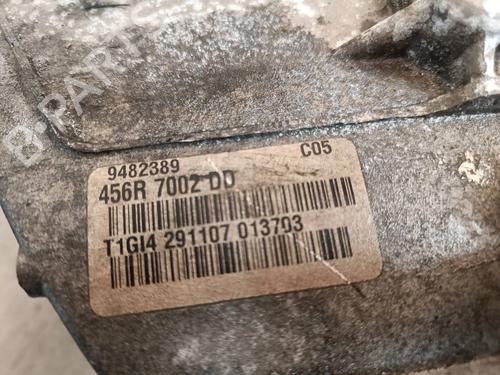 B-PARTS
9482389 C05
456R 7002 DD
T1GI4 291107 013703